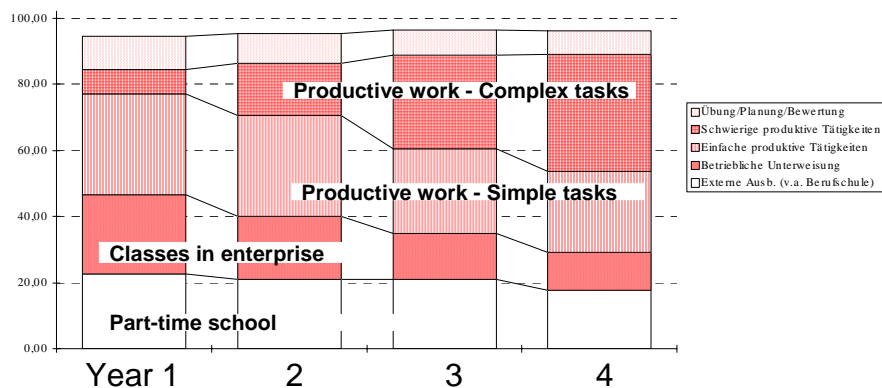 100,00
80,00
60,00
40,00
20,00
0,00
Productive work - Complex tasks
Productive work - Simple tasks
Classes in enterprise
Part-time school
Year 1
2
3
4
Übung/Planung/Bewertung
Schwierige produktive Tätigkeiten
Einfache produktive Tätigkeiten
Betriebliche Unterweisung
Externe Ausb. (v.a. Berufschule)